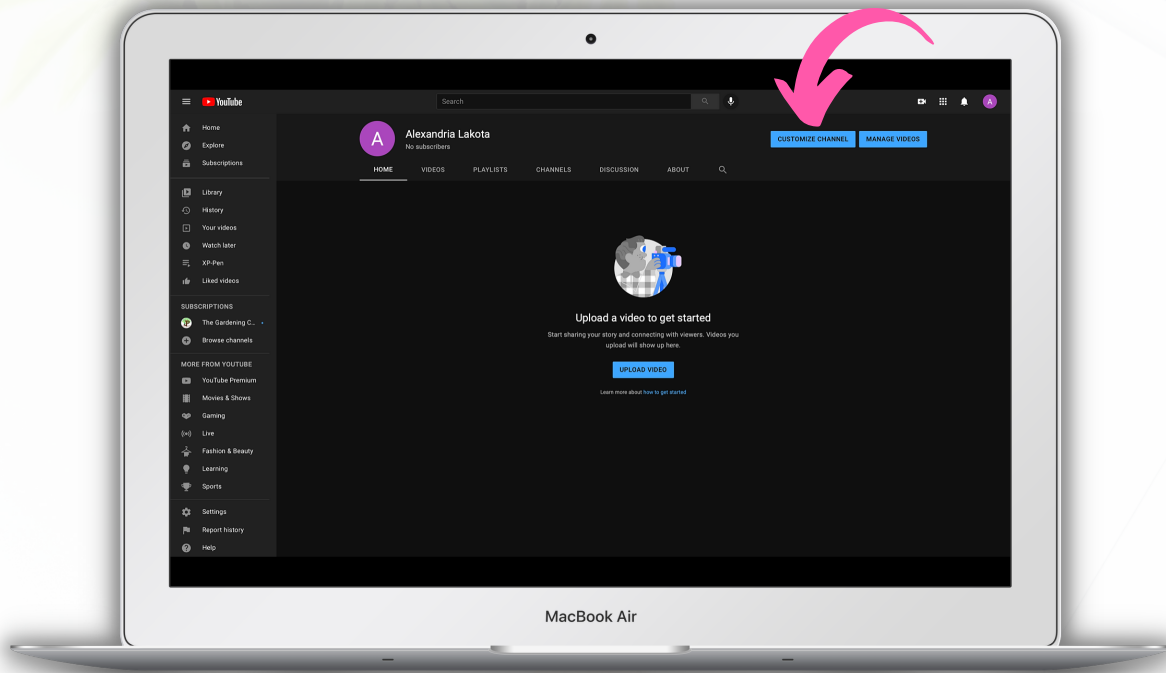 YouTube
Search
A
Home
Explore
Subscriptions
Library
History
Your videos
Watch later
XP-Pen
Liked videos
SUBSCRIPTIONS
The Gardening C...
Browse channels
MORE FROM YOUTUBE
YouTube Premium
Movies & Shows
Gaming
Live
Fashion & Beauty
Learning
Sports
Settings
Report history
Help
A
Alexandria Lakota
No subscribers
CUSTOMIZE CHANNEL
MANAGE VIDEOS
HOME VIDEOS PLAYLISTS CHANNELS DISCUSSION ABOUT
Upload a video to get started
Start sharing your story and connecting with viewers. Videos you
upload will show up here.
UPLOAD VIDEO
Learn more about how to get started
MacBook Air